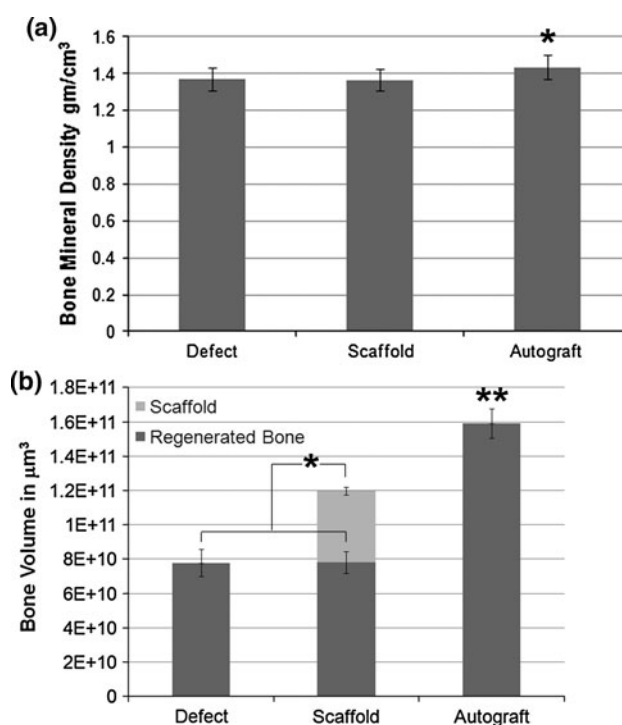 (a)
Bone Mineral Density gm/cm³
1.6
1.4
1.2
1
0.8
0.6
0.4
0.2
0
*
Defect Scaffold Autograft
(b)
Bone Volume in μm³
1.8E+11
1.6E+11
1.4E+11
1.2E+11
1E+11
8E+10
6E+10
4E+10
2E+10
0
Scaffold
Regenerated Bone
*
**
Defect Scaffold Autograft